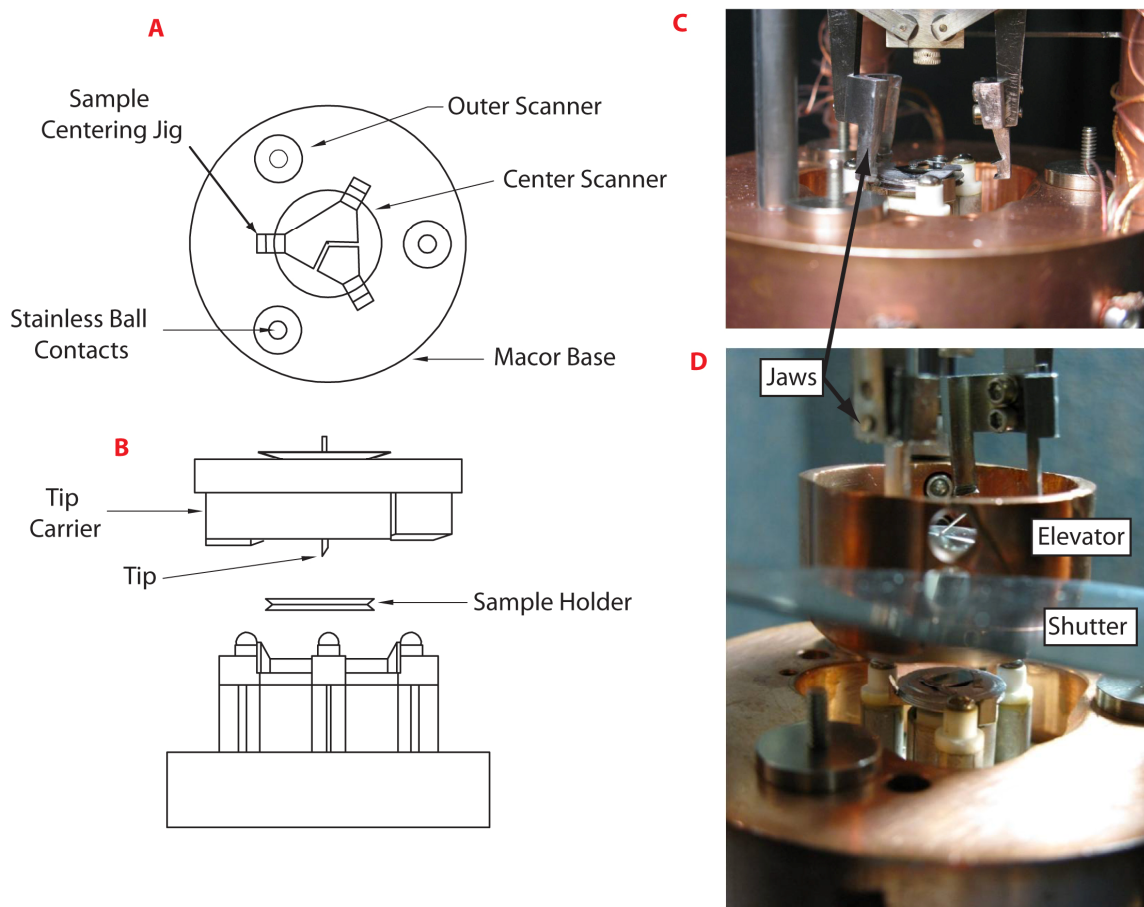 A
Sample
Centering Jig
Outer Scanner
Center Scanner
Stainless Ball
Contacts
Macor Base
B
Tip
Carrier
Tip
Sample Holder
C
Jaws
D
Elevator
Shutter